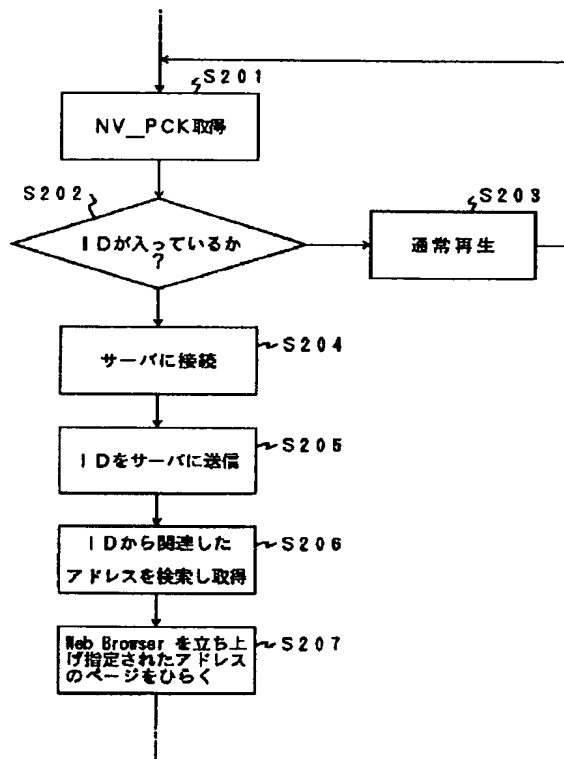 S201
NV_PCK取得
S202
IDが入っているか
?
S203
通常再生
サーバに接続
S204
IDをサーバに送信
S205
IDから関連した
アドレスを検索し取得
S206
Web Browser を立ち上
げ指定されたアドレス
のページをひらく
S207